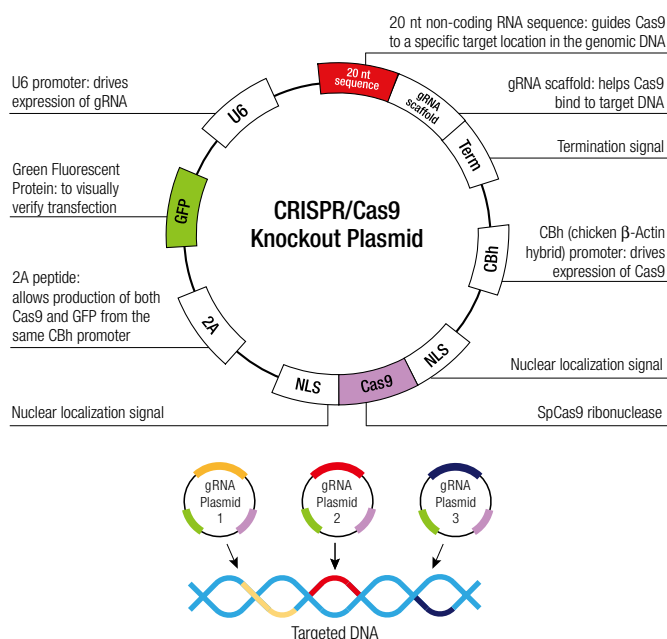 20 nt non-coding RNA sequence: guides Cas9
to a specific target location in the genomic DNA
20 nt
sequence
U6 promoter: drives
expression of gRNA
U6
gRNA
scaffold
gRNA scaffold: helps Cas9
bind to target DNA
Term
Termination signal
Green Fluorescent
Protein: to visually
verify transfection
GFP
CRISPR/Cas9
Knockout Plasmid
CBh
CBh (chicken β-Actin
hybrid) promoter: drives
expression of Cas9
2A peptide:
allows production of both
Cas9 and GFP from the
same CBh promoter
2A
NLS
Cas9
NLS
Nuclear localization signal
Nuclear localization signal
SpCas9 ribonuclease
gRNA
Plasmid
1
gRNA
Plasmid
2
gRNA
Plasmid
3
Targeted DNA